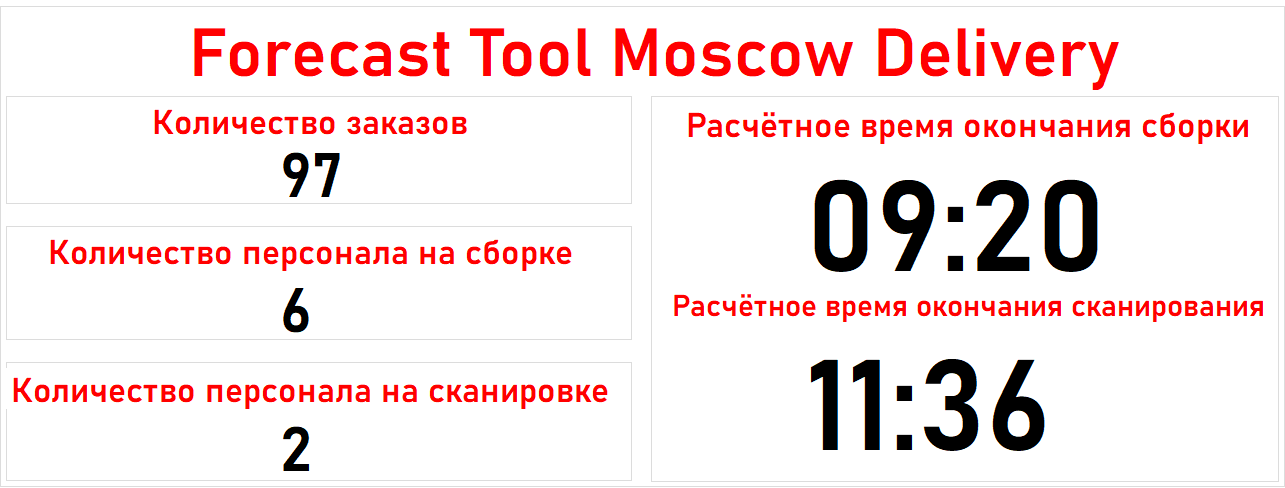 Forecast Tool Moscow Delivery
Количество заказов
97
Количество персонала на сборке
6
Количество персонала на сканировке
2
Расчётное время окончания сборки
09:20
Расчётное время окончания сканирования
11:36